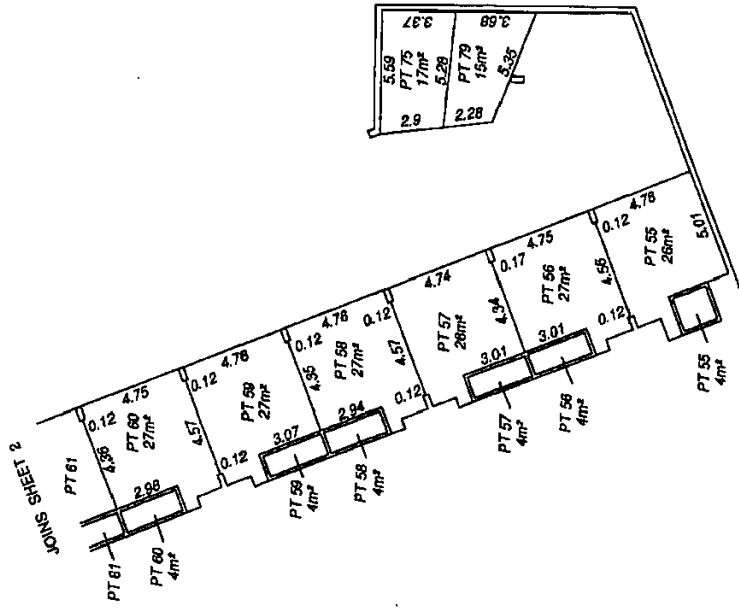 3.37
3.68
5.59
PT 75
17m²
5.28
PT 79
15m²
5.35
2.9
2.28
4.76
0.12
PT 55
26m²
5.01
4.75
0.17
PT 56
27m²
4.55
0.12
4.74
PT 57
26m²
4.34
3.01
3.01
PT 55
4m²
4.76
0.12
0.12
PT 58
27m²
4.57
0.12
PT 56
4m²
PT 57
4m²
4.76
0.12
PT 59
27m²
4.35
2.94
3.07
PT 58
4m²
PT 59
4m²
4.75
0.12
PT 60
27m²
4.57
0.12
JOINS SHEET 2
PT 61
4.36
2.98
PT 60
4m²
PT 61